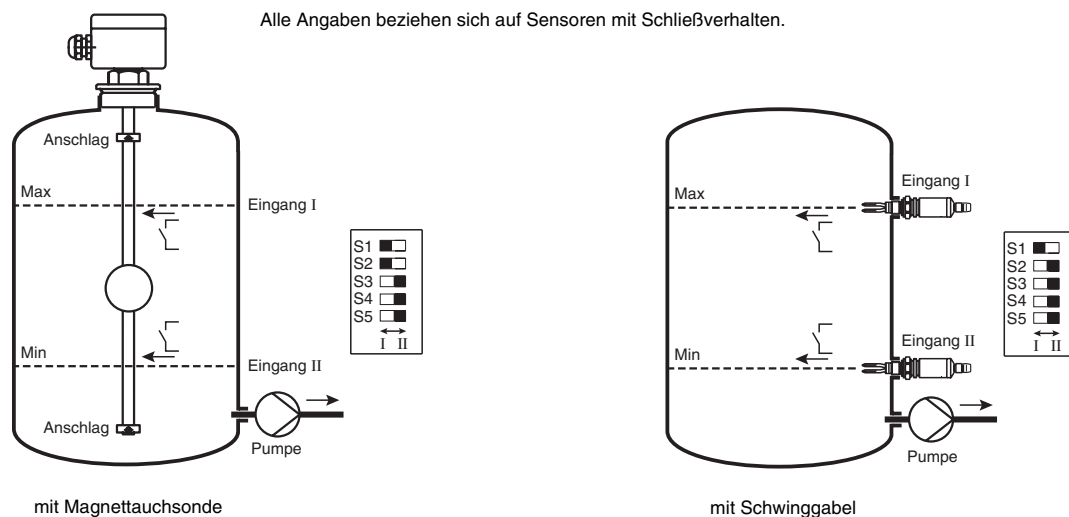 Alle Angaben beziehen sich auf Sensoren mit Schließverhalten.
Anschlag
Max
Eingang I
Min
Eingang II
Anschlag
Pumpe
S1
S2
S3
S4
S5
I II
mit Magnettauchsonde
Max
Eingang I
Min
Eingang II
Pumpe
S1
S2
S3
S4
S5
I II
mit Schwinggabel